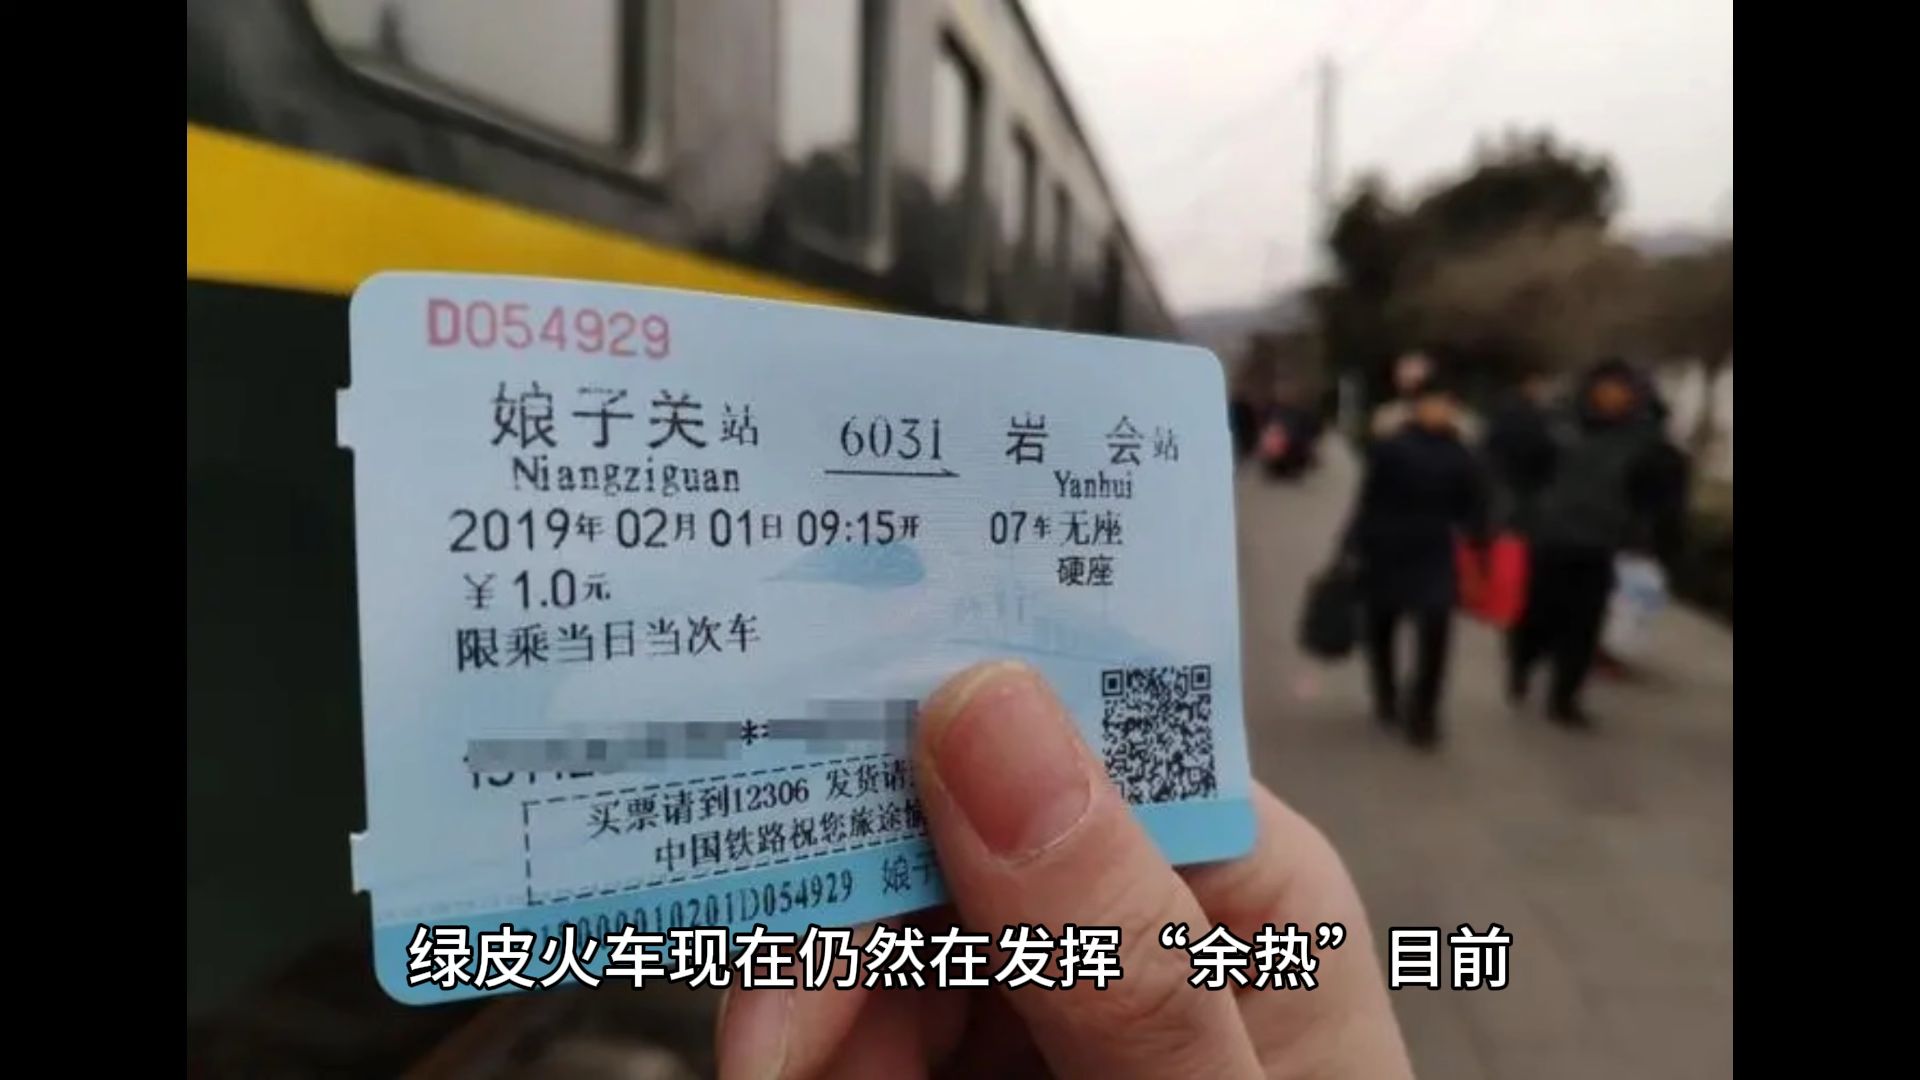 D054929
娘子关站 6031 岩会站
Niangziguan Yanhui
2019年02月01日09:15开 07车无座
¥1.0元 硬座
限乘当日当次车
买票请到12306 发货请
中国铁路祝您旅途
0000010201D054929 娘子
绿皮火车现在仍然在发挥“余热”目前